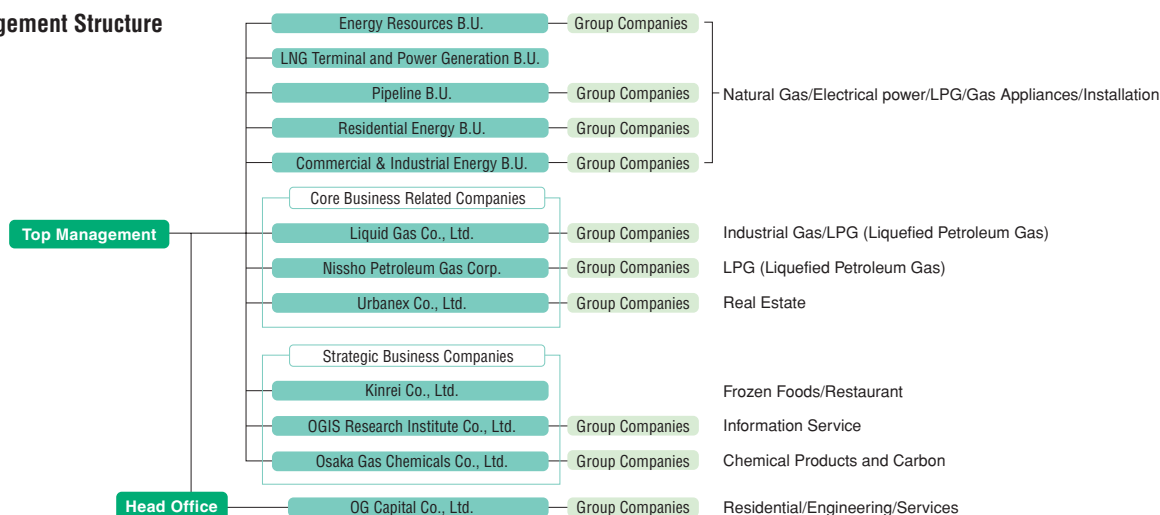 gement Structure
Energy Resources B.U. Group Companies
LNG Terminal and Power Generation B.U.
Pipeline B.U. Group Companies Natural Gas/Electrical power/LPG/Gas Appliances/Installation
Residential Energy B.U. Group Companies
Commercial & Industrial Energy B.U. Group Companies
Core Business Related Companies
Top Management Liquid Gas Co., Ltd. Group Companies Industrial Gas/LPG (Liquefied Petroleum Gas)
Nissho Petroleum Gas Corp. Group Companies LPG (Liquefied Petroleum Gas)
Urbanex Co., Ltd. Group Companies Real Estate
Strategic Business Companies
Kinrei Co., Ltd. Frozen Foods/Restaurant
OGIS Research Institute Co., Ltd. Group Companies Information Service
Osaka Gas Chemicals Co., Ltd. Group Companies Chemical Products and Carbon
Head Office OG Capital Co., Ltd. Group Companies Residential/Engineering/Services